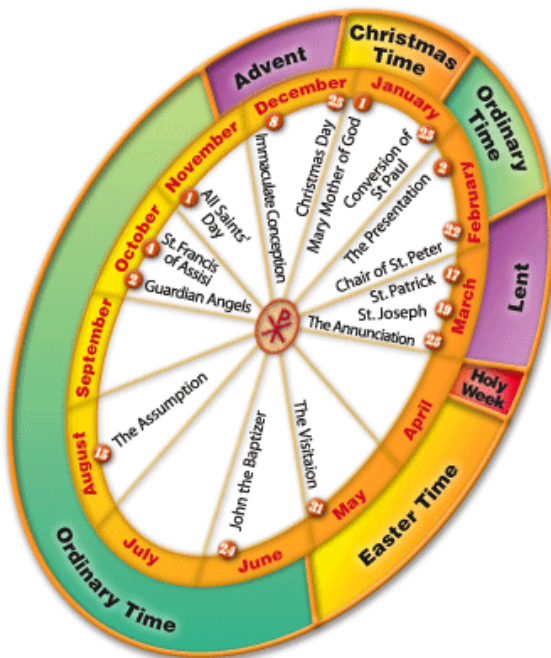 Advent
Christmas
Time
Ordinary
Time
Lent
Holy
Week
Easter Time
Ordinary Time
January
February
March
April
May
June
July
August
September
October
November
December
1
Mary Mother of God
25
Conversion of
St Paul
2
The Presentation
22
Chair of St. Peter
17
St. Patrick
19
St. Joseph
25
The Annunciation
31
The Visitaion
24
John the Baptizer
15
The Assumption
2
Guardian Angels
4
St. Francis
of Assisi
1
All Saints'
Day
8
Immaculate Conception
25
Christmas Day